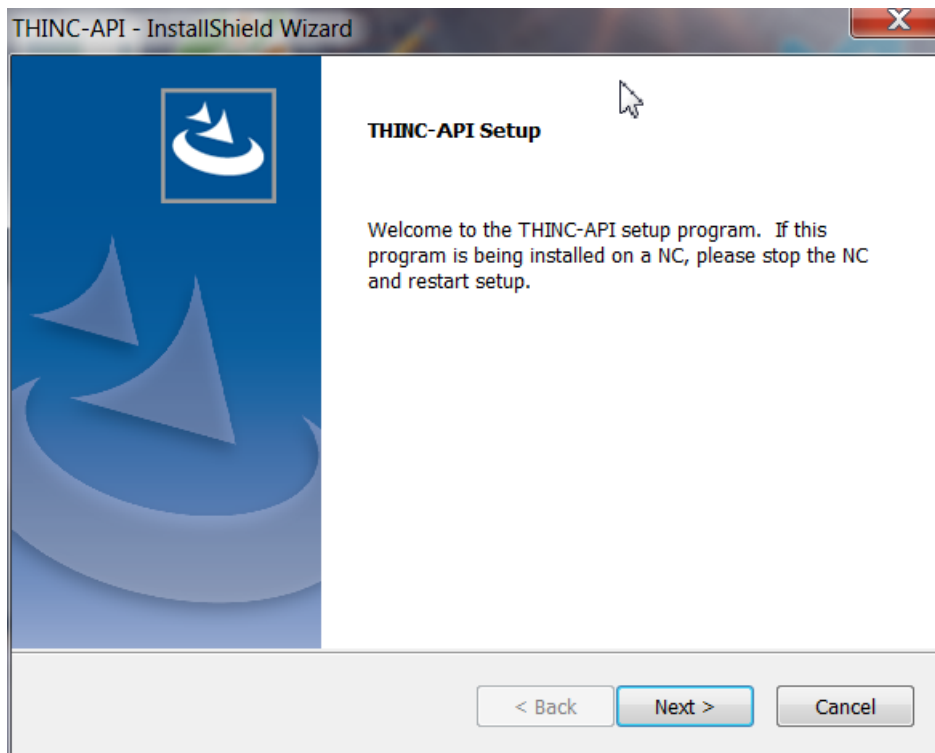 THINC-API - InstallShield Wizard
X
THINC-API Setup
Welcome to the THINC-API setup program.  If this
program is being installed on a NC, please stop the NC
and restart setup.
< Back
Next >
Cancel